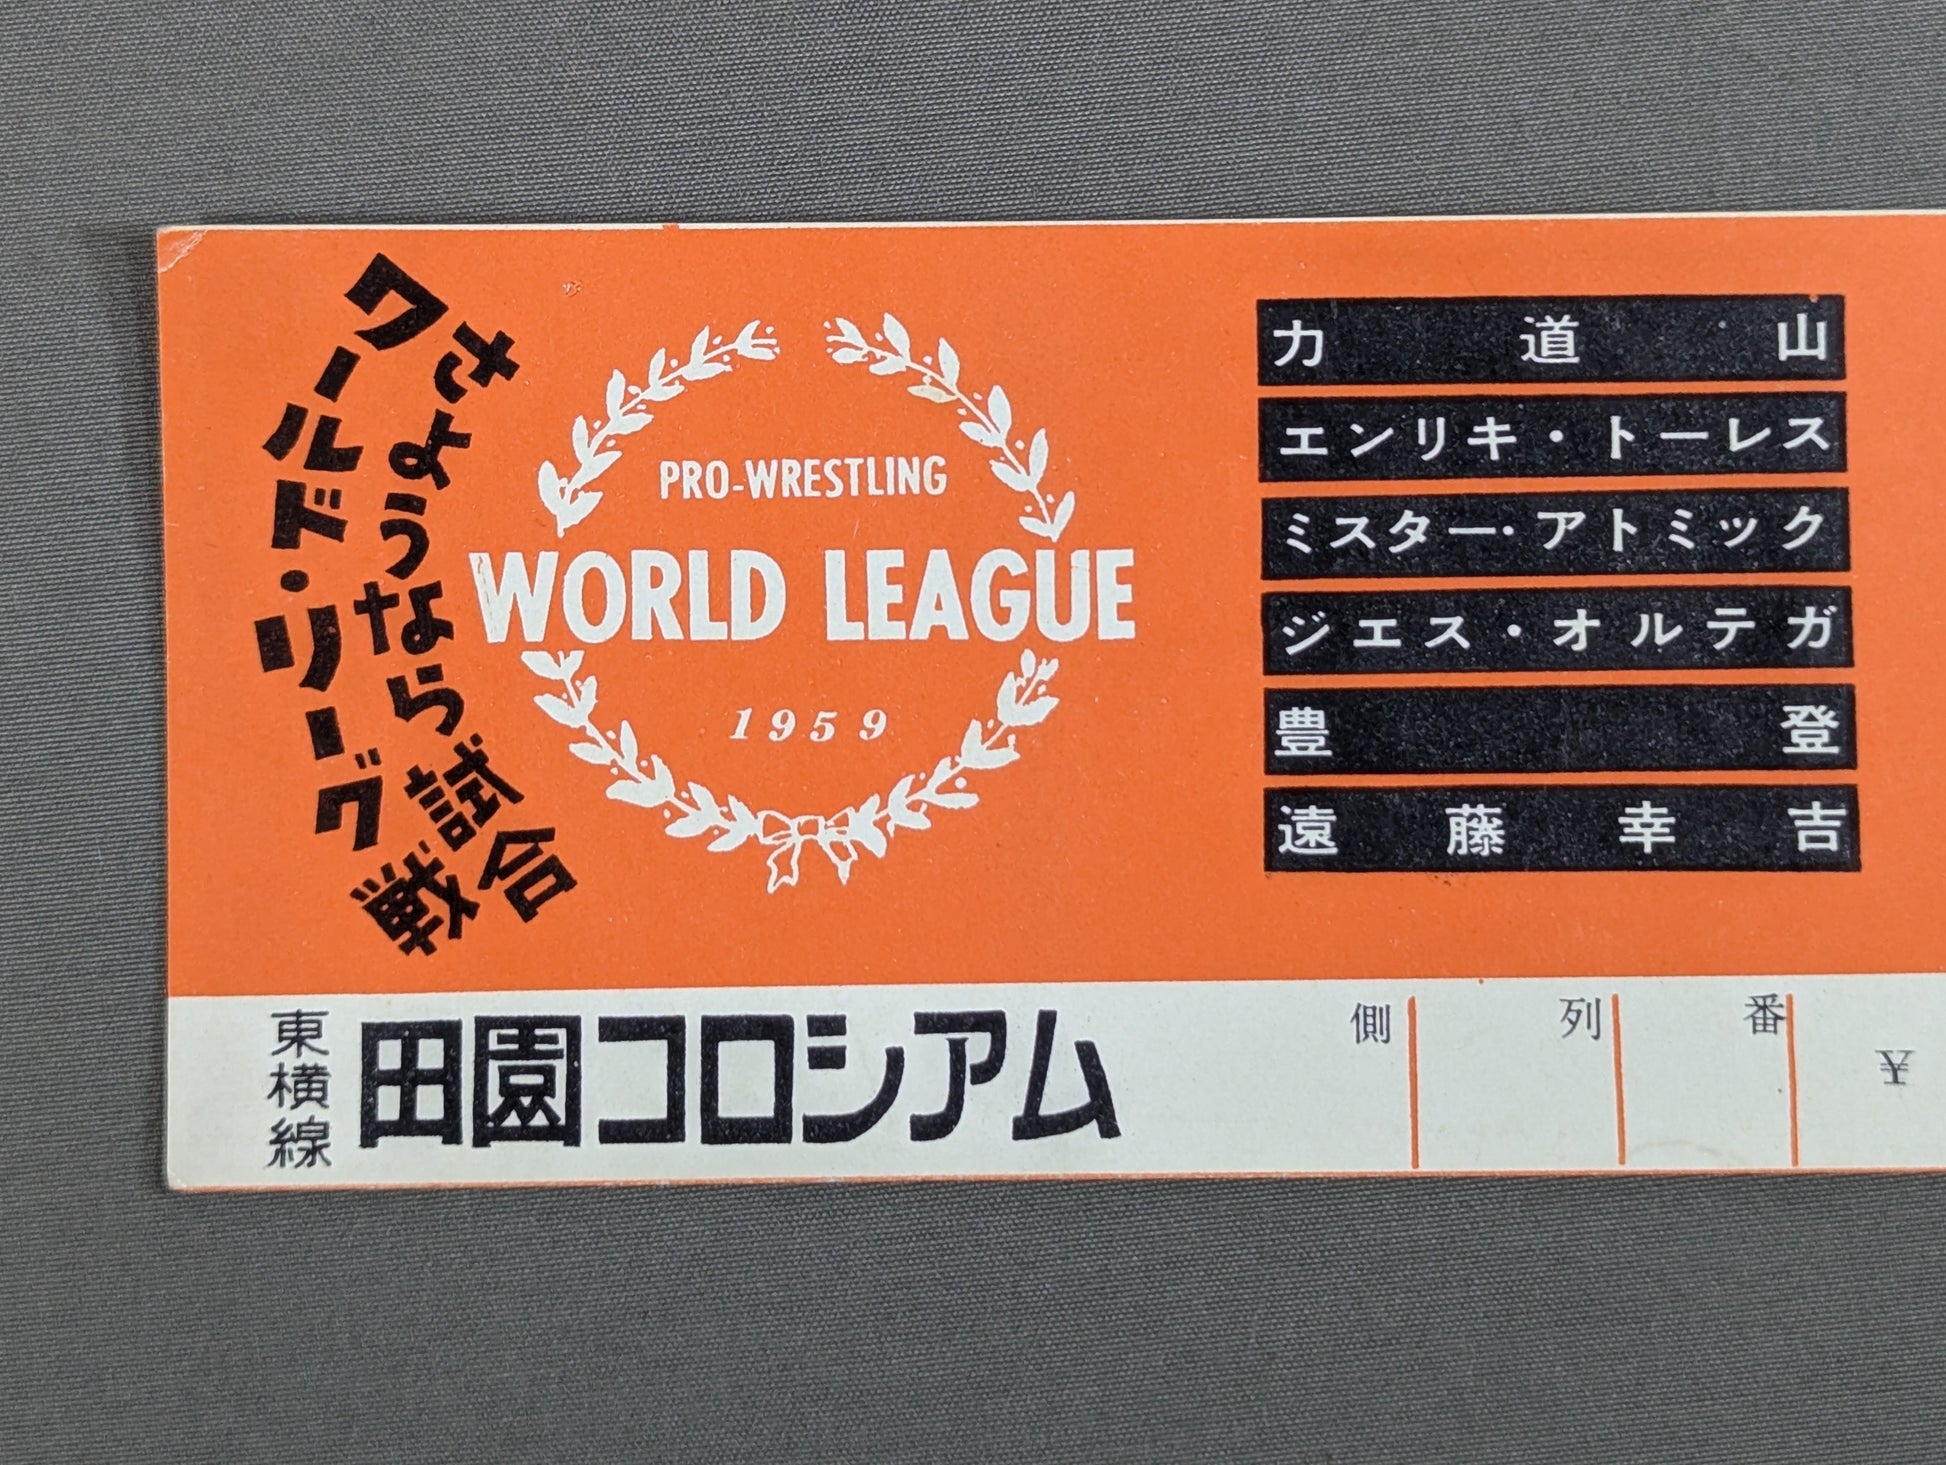 さようなら試合
ワールド・リーグ戦
PRO-WRESTLING
WORLD LEAGUE
1959
力道山
エンリキ・トーレス
ミスター・アトミック
ジェス・オルテガ
豊登
遠藤幸吉
東横線
田園コロシアム
側 列 番 ¥